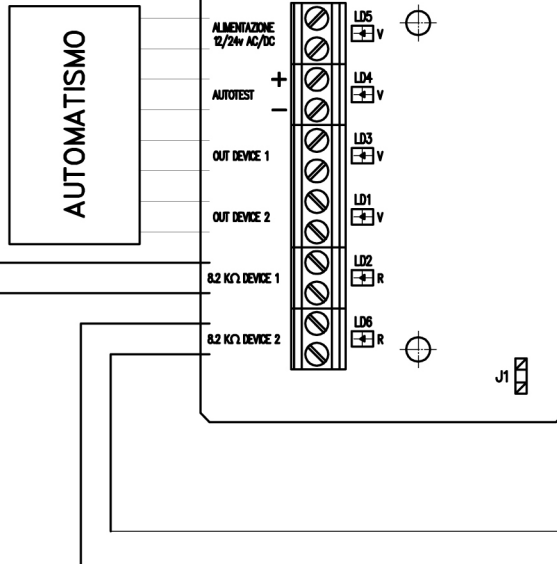 AUTOMATISMO
ALIMENTAZIONE
12/24v AC/DC
AUTOTEST
+
−
OUT DEVICE 1
OUT DEVICE 2
8.2 KΩ DEVICE 1
8.2 KΩ DEVICE 2
LD5
V
LD4
V
LD3
V
LD1
V
LD2
R
LD6
R
J1